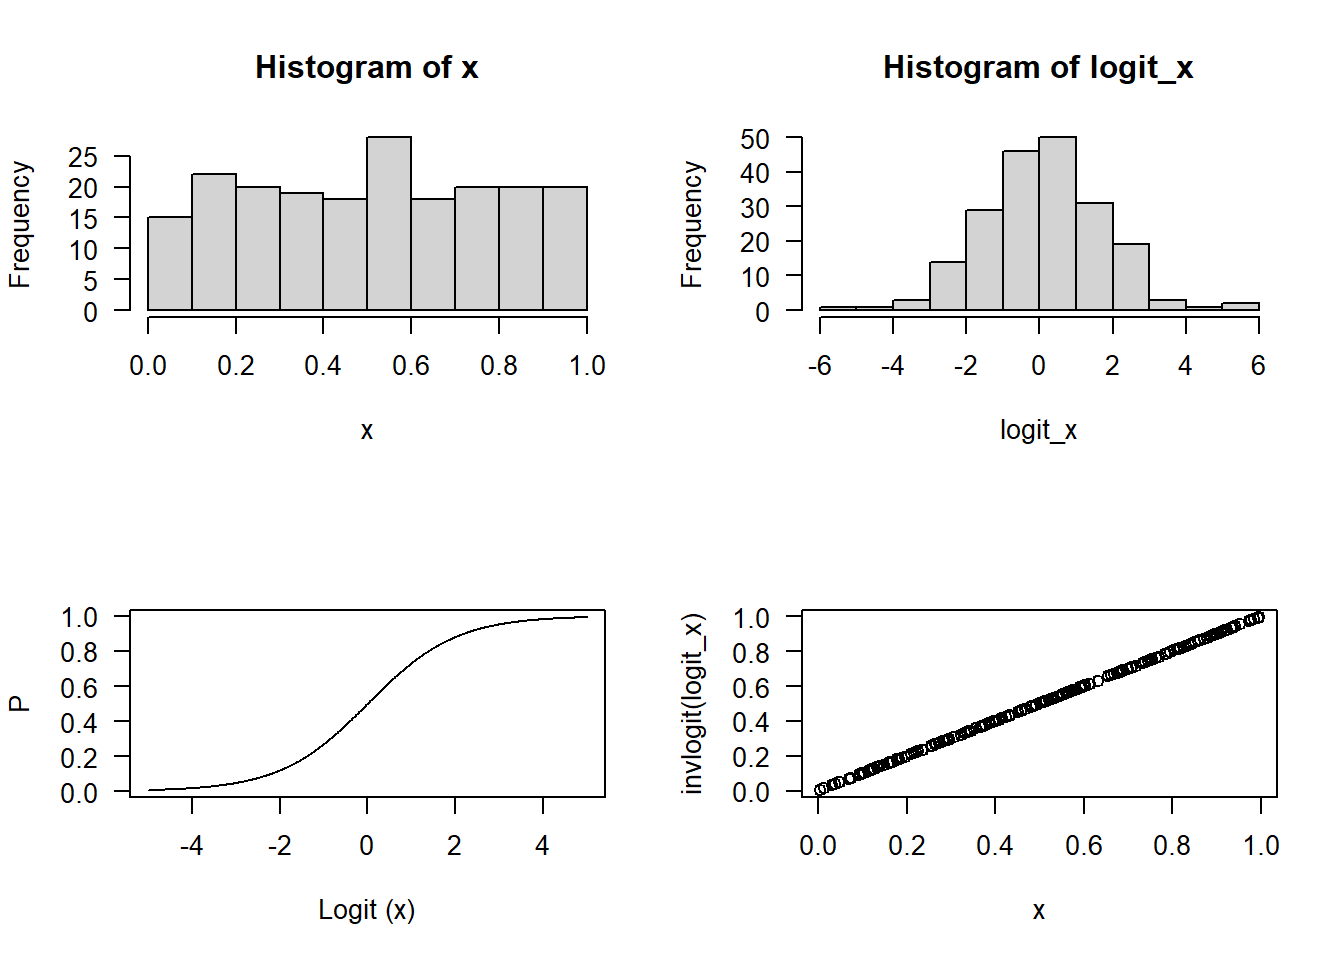 Histogram of x
Frequency
25
20
15
10
5
0
0.0 0.2 0.4 0.6 0.8 1.0
x
Histogram of logit_x
Frequency
50
40
30
20
10
0
-6 -4 -2 0 2 4 6
logit_x
P
1.0
0.8
0.6
0.4
0.2
0.0
-4 -2 0 2 4
Logit (x)
invlogit(logit_x)
1.0
0.8
0.6
0.4
0.2
0.0
0.0 0.2 0.4 0.6 0.8 1.0
x